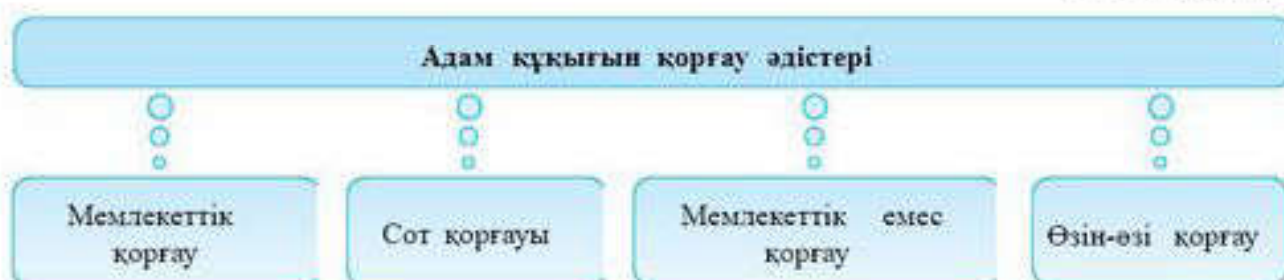 Адам құқығын қорғау әдістері
Мемлекеттік
қорғау
Сот қорғауы
Мемлекеттік емес
қорғау
Өзін-өзі қорғау